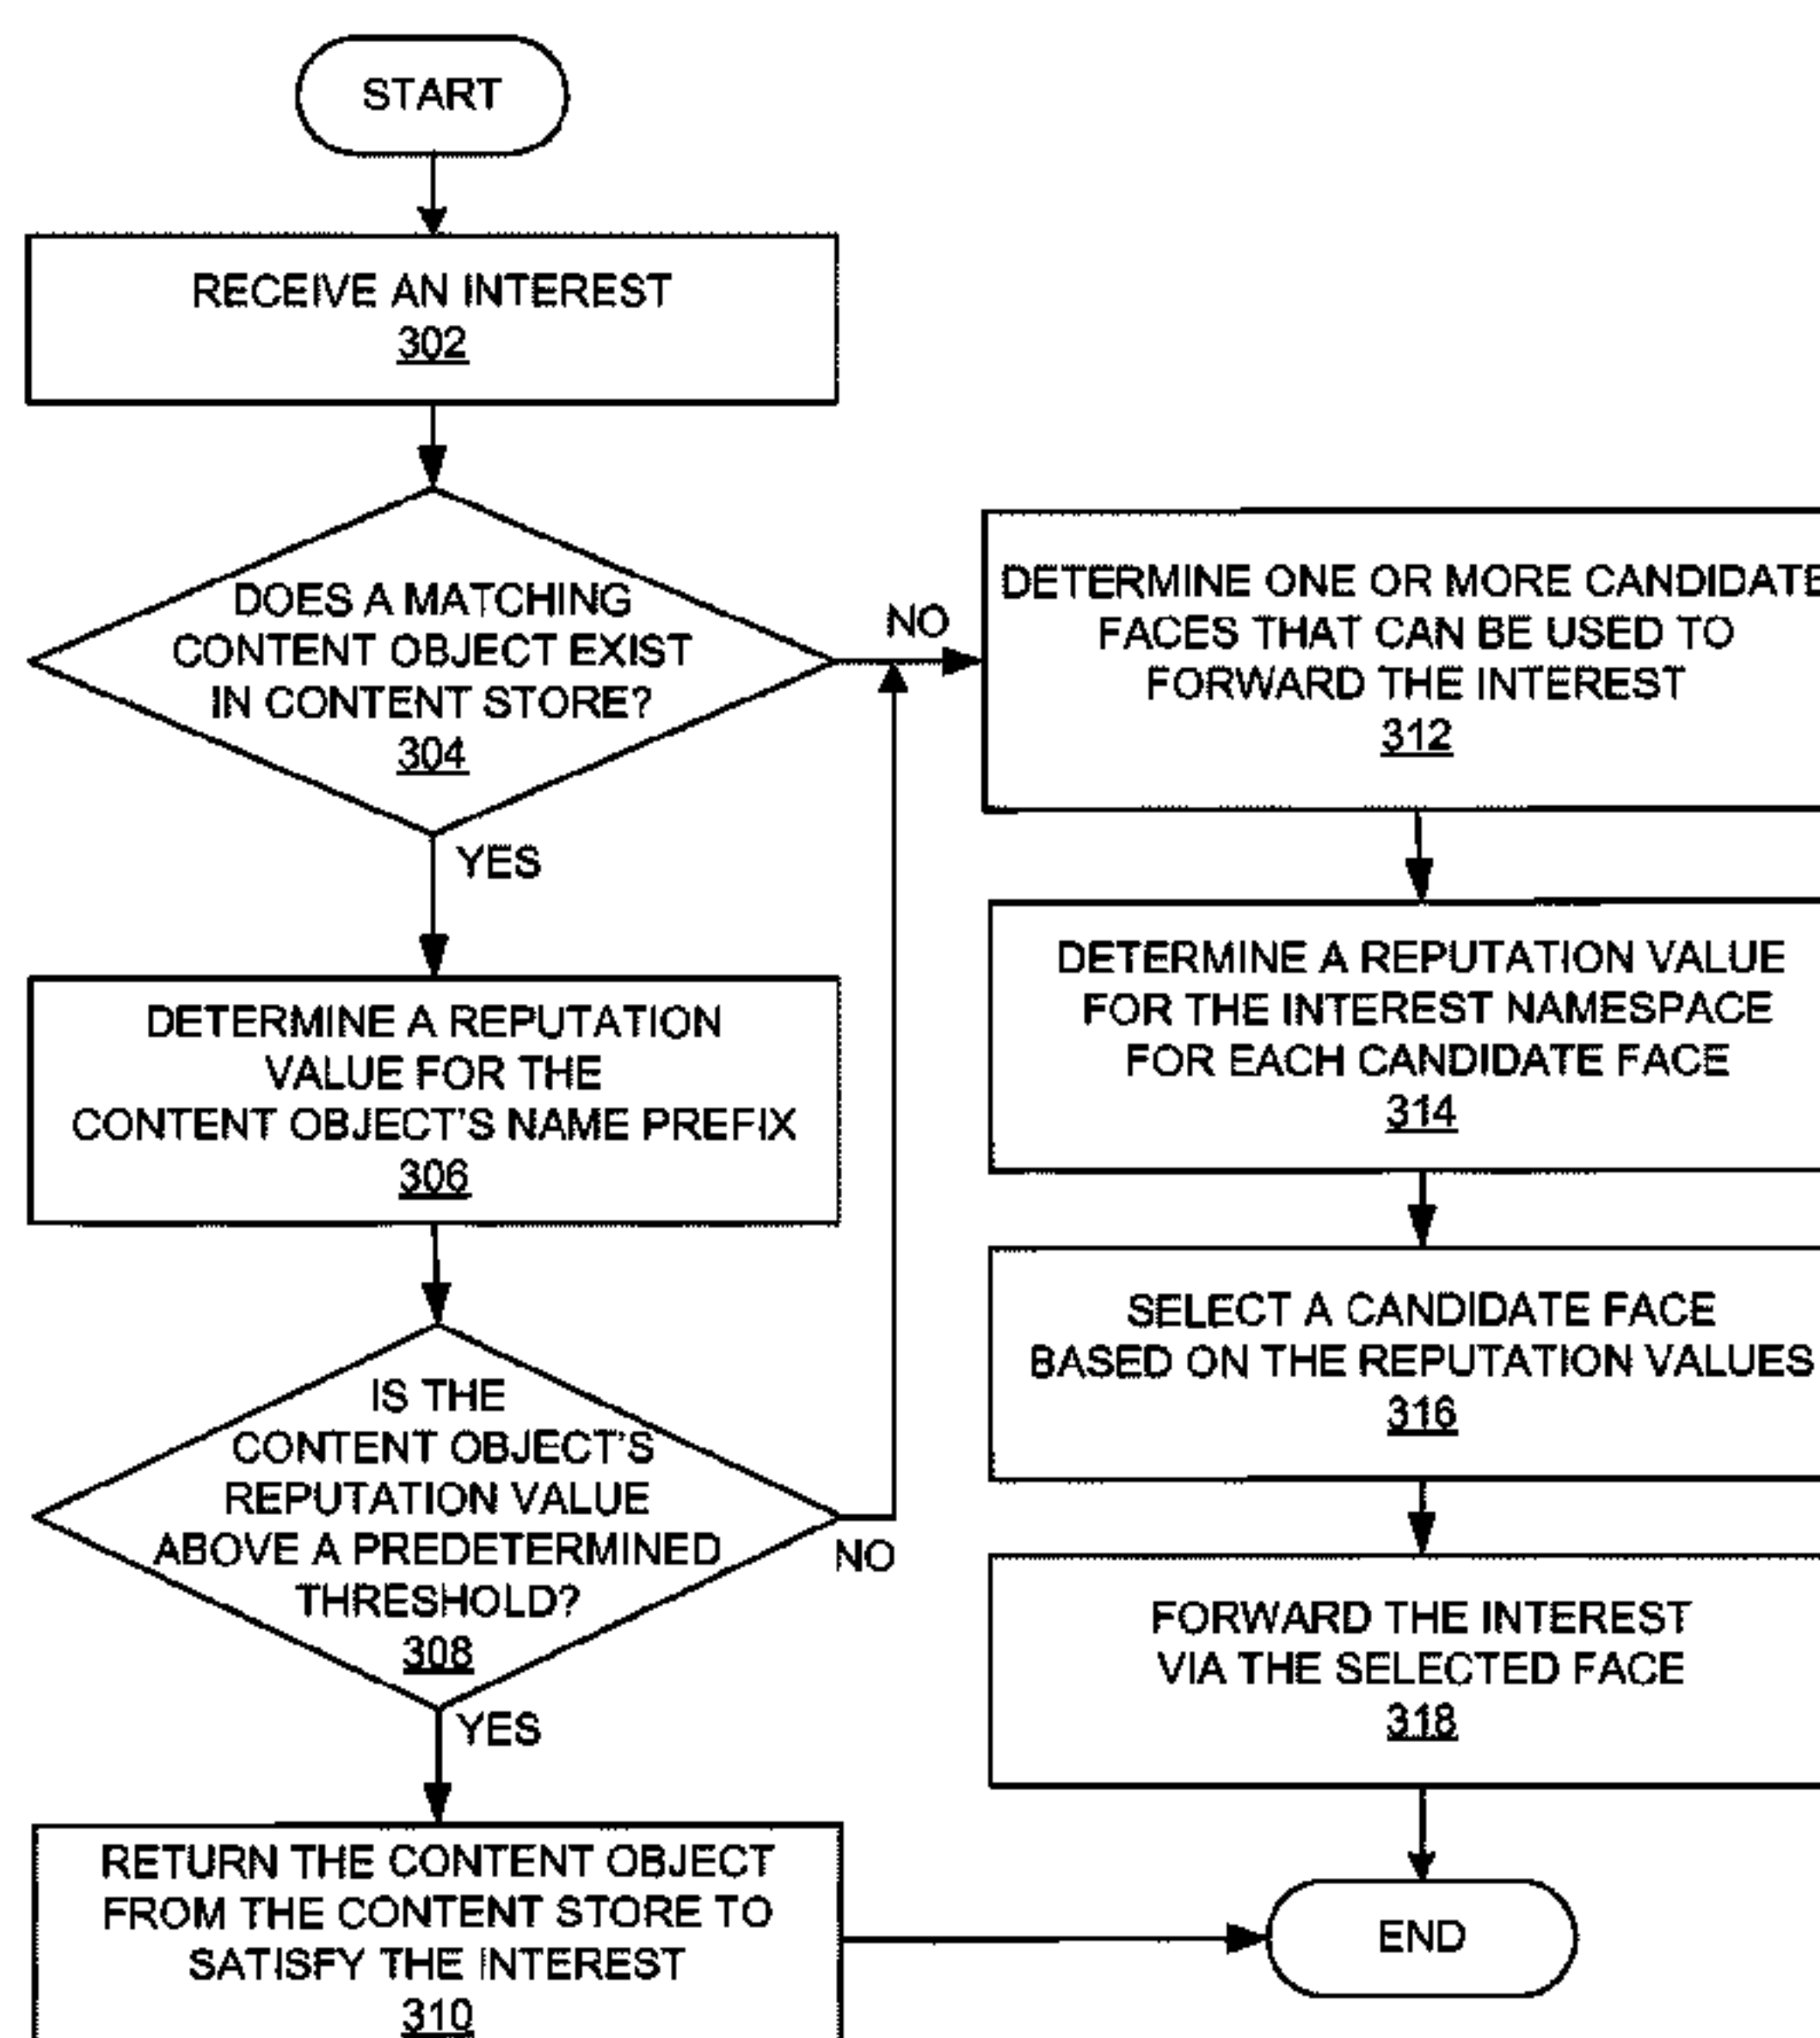 START
RECEIVE AN INTEREST
302
DOES A MATCHING
CONTENT OBJECT EXIST
IN CONTENT STORE?
304
NO
YES
DETERMINE A REPUTATION
VALUE FOR THE
CONTENT OBJECT'S NAME PREFIX
306
IS THE
CONTENT OBJECT'S
REPUTATION VALUE
ABOVE A PREDETERMINED
THRESHOLD?
308
NO
YES
RETURN THE CONTENT OBJECT
FROM THE CONTENT STORE TO
SATISFY THE INTEREST
310
DETERMINE ONE OR MORE CANDIDATE
FACES THAT CAN BE USED TO
FORWARD THE INTEREST
312
DETERMINE A REPUTATION VALUE
FOR THE INTEREST NAMESPACE
FOR EACH CANDIDATE FACE
314
SELECT A CANDIDATE FACE
BASED ON THE REPUTATION VALUES
316
FORWARD THE INTEREST
VIA THE SELECTED FACE
318
END